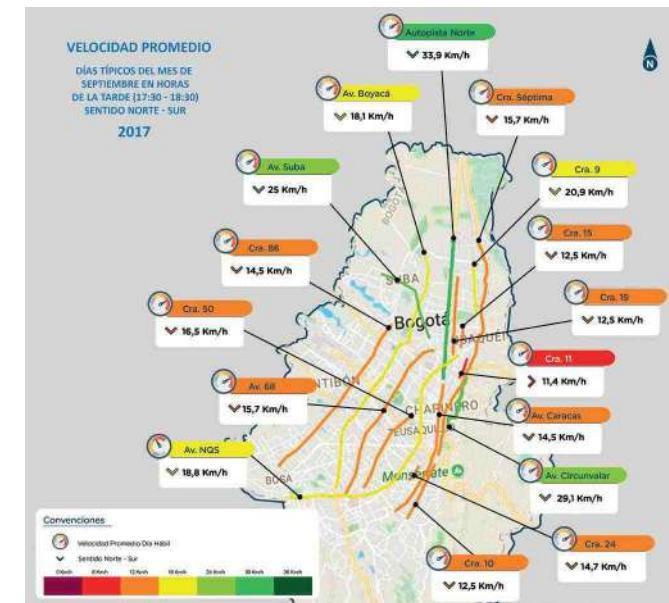 VELOCIDAD PROMEDIO
DÍAS TÍPICOS DEL MES DE
SEPTIEMBRE EN HORAS
DE LA TARDE (17:30 - 18:30)
SENTIDO NORTE - SUR
2017
Autopista Norte
33,9 Km/h
N
Av. Boyacá
18,1 Km/h
Cra. Séptima
15,7 Km/h
Av. Suba
25 Km/h
Cra. 9
20,9 Km/h
Cra. 86
14,5 Km/h
Cra. 15
12,5 Km/h
Cra. 50
16,5 Km/h
Cra. 19
12,5 Km/h
SUBA
Bogotá
Cra. 11
11,4 Km/h
Av. 68
15,7 Km/h
CHAPINERO
TEUSAQUI
Av. Caracas
14,5 Km/h
Av. NQS
18,8 Km/h
BOSA
Monserrate
Av. Circunvalar
29,1 Km/h
Convenciones
Velocidad Promedio Día Hábil
Sentido Norte - Sur
Cra. 10
12,5 Km/h
Cra. 24
14,7 Km/h